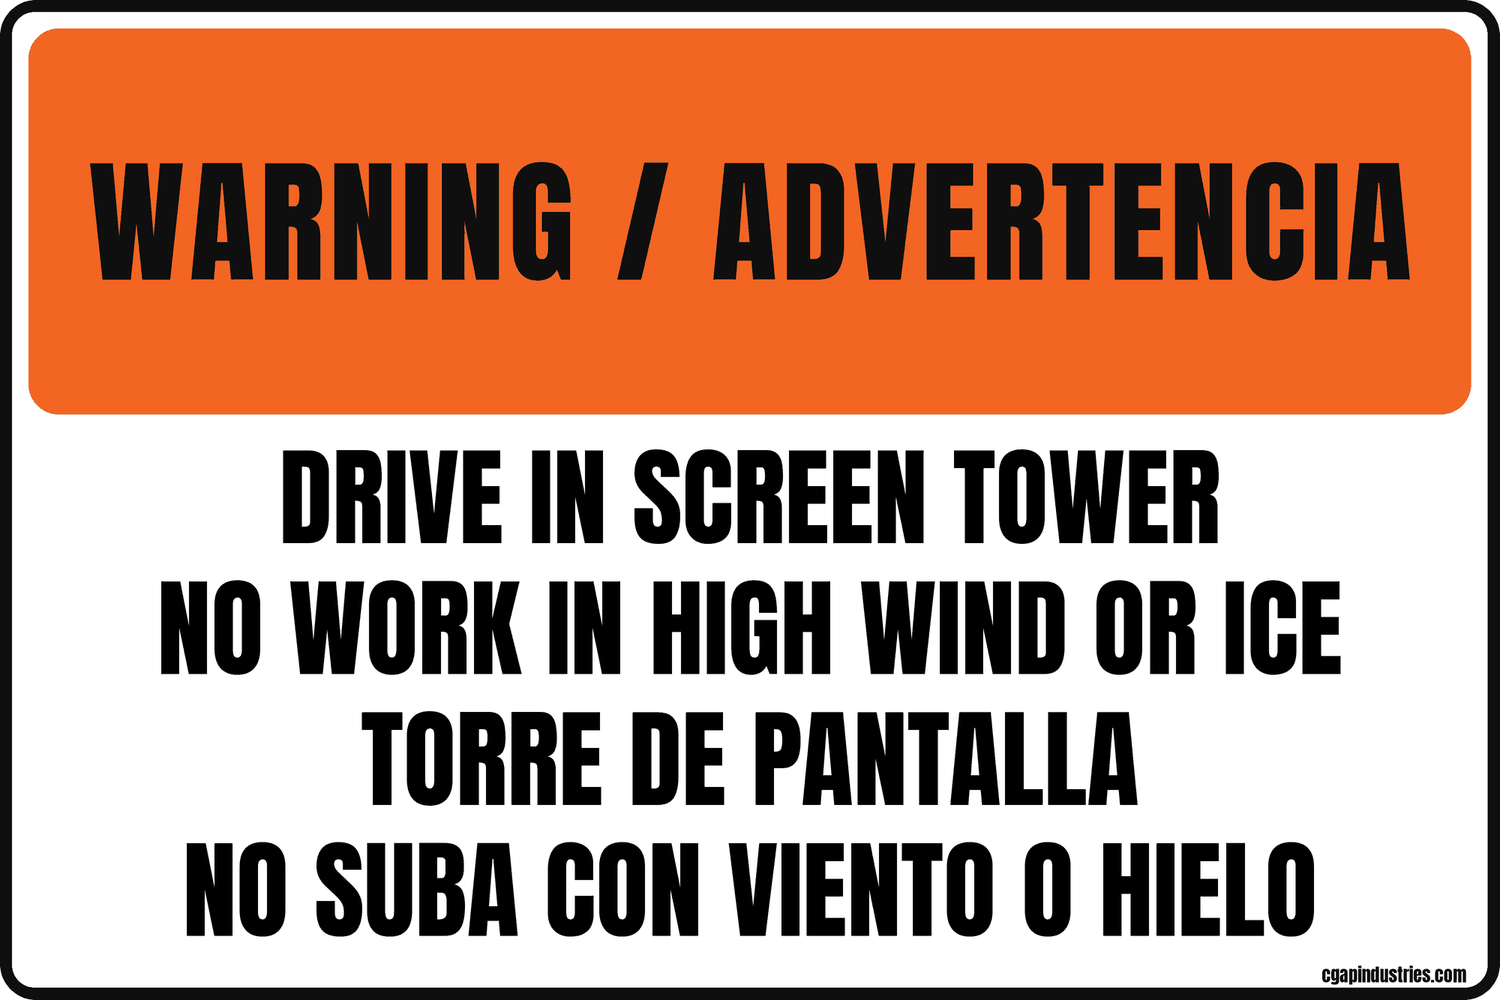 WARNING / ADVERTENCIA
DRIVE IN SCREEN TOWER
NO WORK IN HIGH WIND OR ICE
TORRE DE PANTALLA
NO SUBA CON VIENTO O HIELO
cgapindustries.com